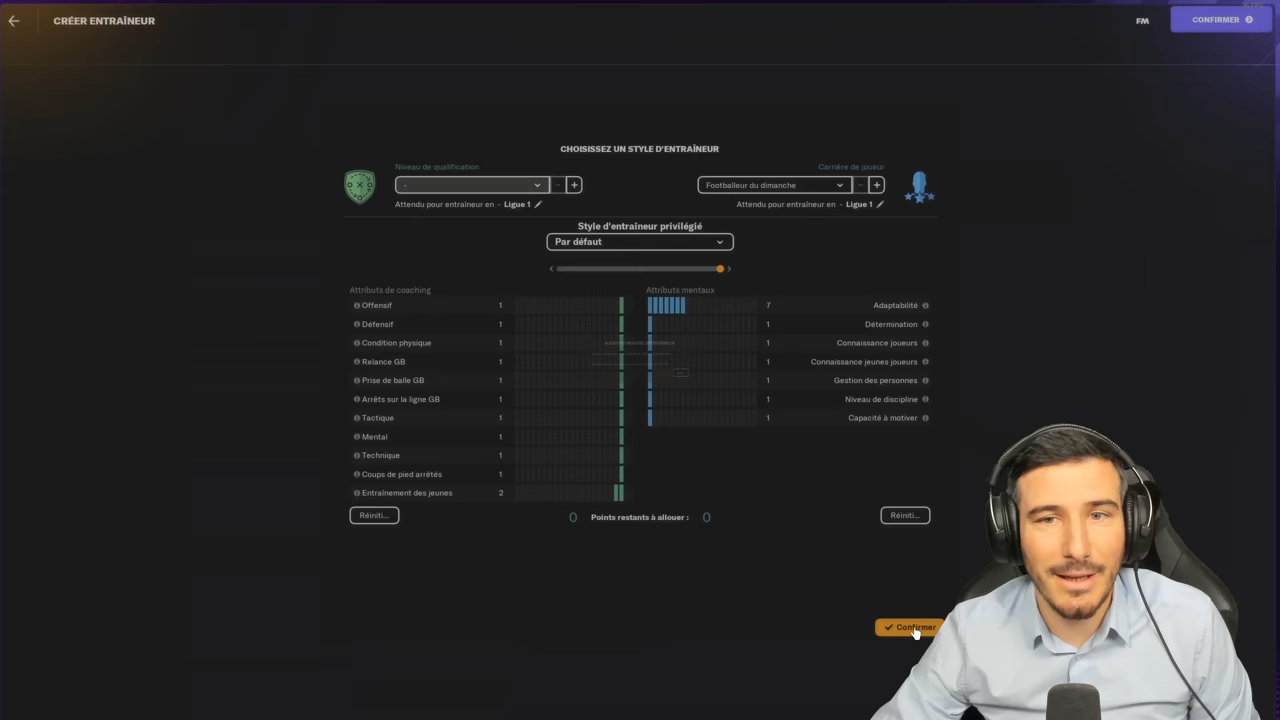 CRÉER ENTRAÎNEUR
FM
CONFIRMER
CHOISISSEZ UN STYLE D'ENTRAÎNEUR
Niveau de qualification
-
Attendu pour entraîneur en - Ligue 1
Carrière de joueur
Footballeur du dimanche
Attendu pour entraîneur en - Ligue 1
Style d'entraîneur privilégié
Par défaut
Attributs de coaching
Offensif 1
Défensif 1
Condition physique 1
Relance GB 1
Prise de balle GB 1
Arrêts sur la ligne GB 1
Tactique 1
Mental 1
Technique 1
Coups de pied arrêtés 1
Entraînement des jeunes 2
Attributs mentaux
7 Adaptabilité
1 Détermination
1 Connaissance joueurs
1 Connaissance jeunes joueurs
1 Gestion des personnes
1 Niveau de discipline
1 Capacité à motiver
Réiniti...
0 Points restants à allouer : 0
Réiniti...
Confirmer